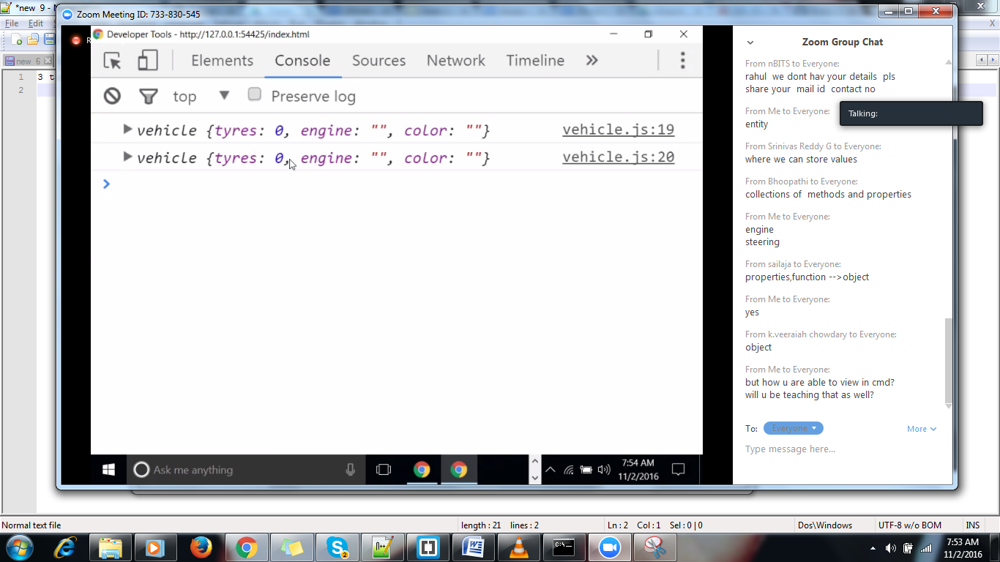 *new 9 - N
Zoom Meeting ID: 733-830-545
File Edit
X
new 6
1 3 t
2
Developer Tools - http://127.0.0.1:54425/index.html
Elements Console Sources Network Timeline »
top Preserve log
vehicle {tyres: 0, engine: "", color: ""} vehicle.js:19
vehicle {tyres: 0, engine: "", color: ""} vehicle.js:20
Ask me anything
7:54 AM
11/2/2016
Zoom Group Chat
From nBITS to Everyone:
rahul we dont hav your details pls
share your mail id contact no
From Me to Everyone:
entity
Talking:
From Srinivas Reddy G to Everyone:
where we can store values
From Bhoopathi to Everyone:
collections of methods and properties
From Me to Everyone:
engine
steering
From sailaja to Everyone:
properties,function -->object
From Me to Everyone:
yes
From k.veeraiah chowdary to Everyone:
object
From Me to Everyone:
but how u are able to view in cmd?
will u be teaching that as well?
To: Everyone More
Type message here...
Normal text file length : 21 lines : 2 Ln : 2 Col : 1 Sel : 0 | 0 Dos\Windows UTF-8 w/o BOM INS
7:53 AM
11/2/2016